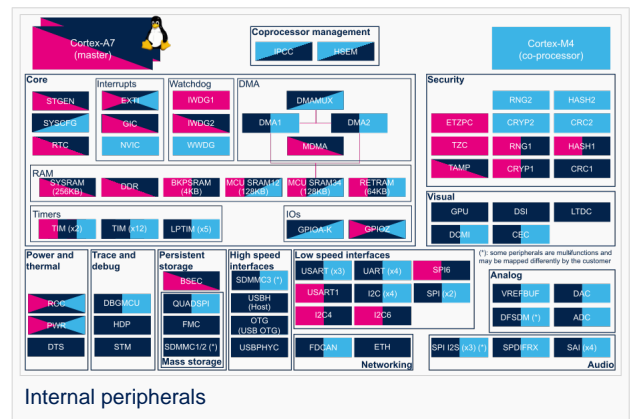 Cortex-A7
(master)
Coprocessor management
IPCC
HSEM
Cortex-M4
(co-processor)
Core
STGEN
SYSCFG
RTC
Interrupts
EXTI
GIC
NVIC
Watchdog
IWDG1
IWDG2
WWDG
DMA
DMAMUX
DMA1
DMA2
MDMA
RAM
SYSRAM
(256KB)
DDR
BKPSRAM
(4KB)
MCU SRAM12
(128KB)
MCU SRAM34
(128KB)
RETRAM
(64KB)
Timers
TIM (x2)
TIM (x12)
LPTIM (x5)
IOs
GPIOA-K
GPIOZ
Security
RNG2
HASH2
ETZPC
CRYP2
CRC2
TZC
RNG1
HASH1
TAMP
CRYP1
CRC1
Visual
GPU
DSI
LTDC
DCMI
CEC
(*): some peripherals are multifunctions and
may be mapped differently by the customer
Power and
thermal
ROC
PWR
DTS
Trace and
debug
DBGMCU
HDP
STM
Persistent
storage
BSEC
QUADSPI
FMC
SDMMC1/2 (*)
Mass storage
High speed
interfaces
SDMMC3 (*)
USBH
(Host)
OTG
(USB OTG)
USBPHYC
Low speed interfaces
USART (x3)
UART (x4)
SPI6
USART1
I2C (x4)
SPI (x2)
I2C4
I2C6
FDCAN
ETH
Networking
Analog
VREFBUF
DAC
DFSDM (*)
ADC
SPI I2S (x3) (*)
SPDIFRX
SAI (x4)
Audio
Internal peripherals